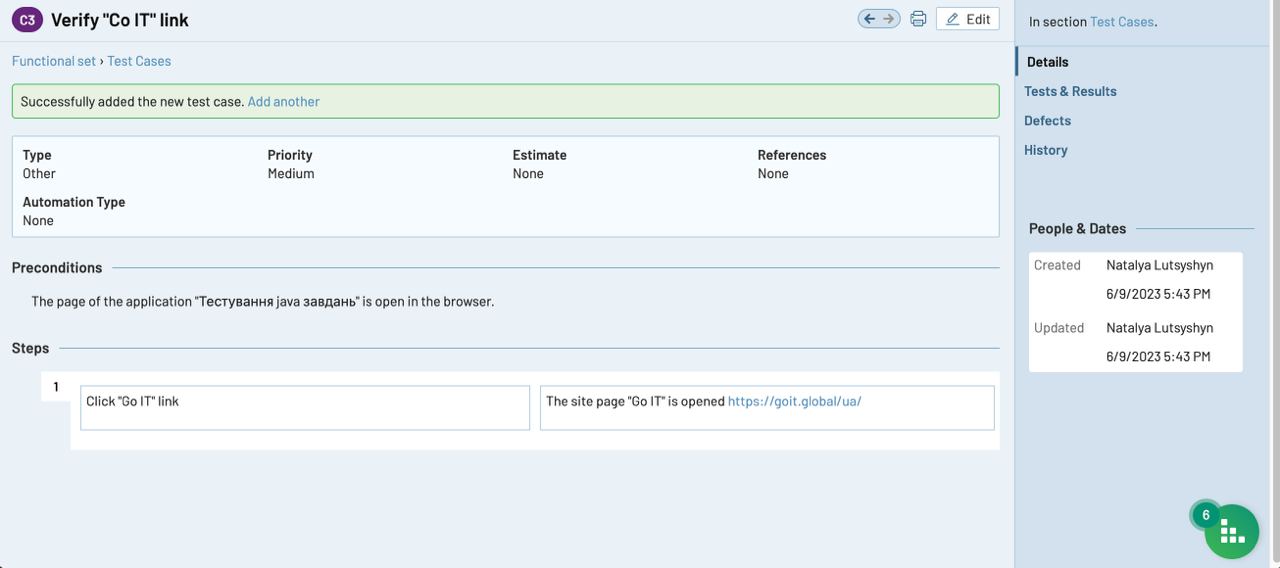 C3 Verify "Co IT" link
Edit
Functional set › Test Cases
Successfully added the new test case. Add another
Type Priority Estimate References
Other Medium None None
Automation Type
None
Preconditions
The page of the application "Тестування java завдань" is open in the browser.
Steps
1
Click "Go IT" link The site page "Go IT" is opened https://goit.global/ua/
In section Test Cases.
Details
Tests & Results
Defects
History
People & Dates
Created Natalya Lutsyshyn
6/9/2023 5:43 PM
Updated Natalya Lutsyshyn
6/9/2023 5:43 PM
6